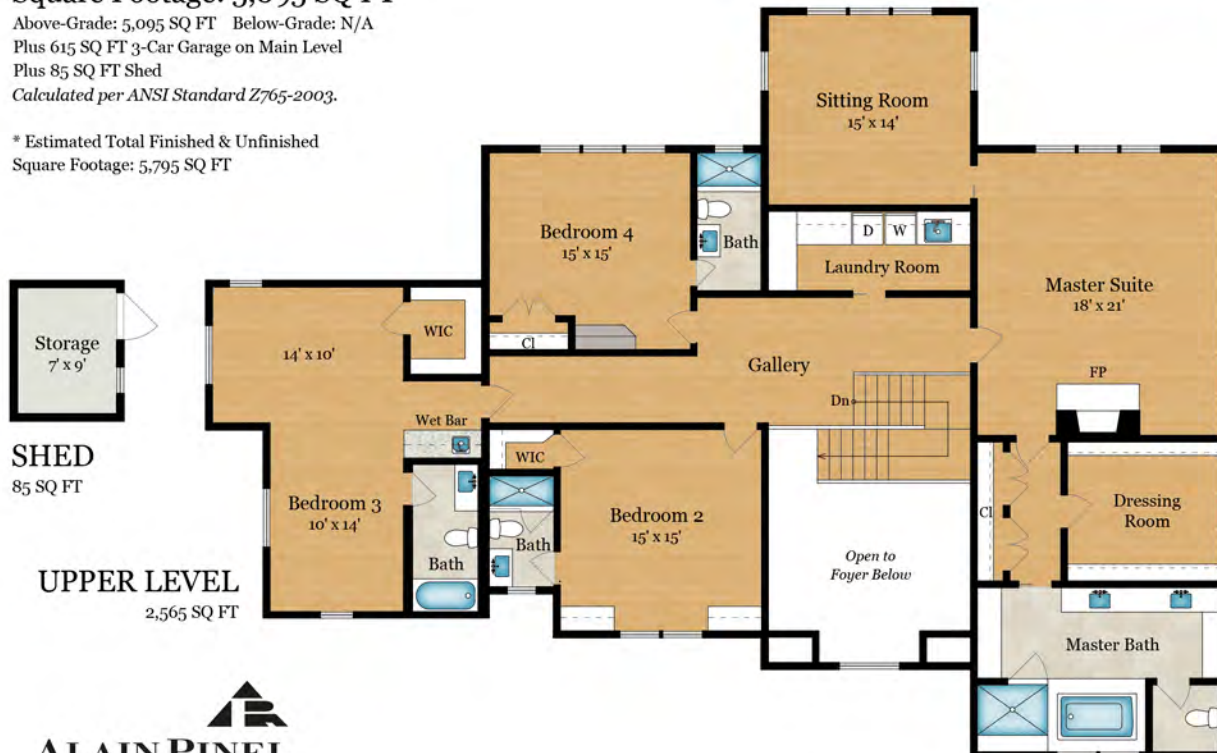 Above-Grade: 5,095 SQ FT Below-Grade: N/A
Plus 615 SQ FT 3-Car Garage on Main Level
Plus 85 SQ FT Shed
Calculated per ANSI Standard Z765-2003.
* Estimated Total Finished & Unfinished
Square Footage: 5,795 SQ FT
Sitting Room
15' x 14'
Bedroom 4
15' x 15'
Bath
D W
Laundry Room
Master Suite
18' x 21'
Storage
7' x 9'
WIC
14' x 10'
Cl
Gallery
FP
Dn
Wet Bar
SHED
85 SQ FT
WIC
Bedroom 3
10' x 14'
Bath
Bath
Bedroom 2
15' x 15'
Cl
Dressing
Room
Open to
Foyer Below
UPPER LEVEL
2,565 SQ FT
Master Bath
ALAIN PINEL